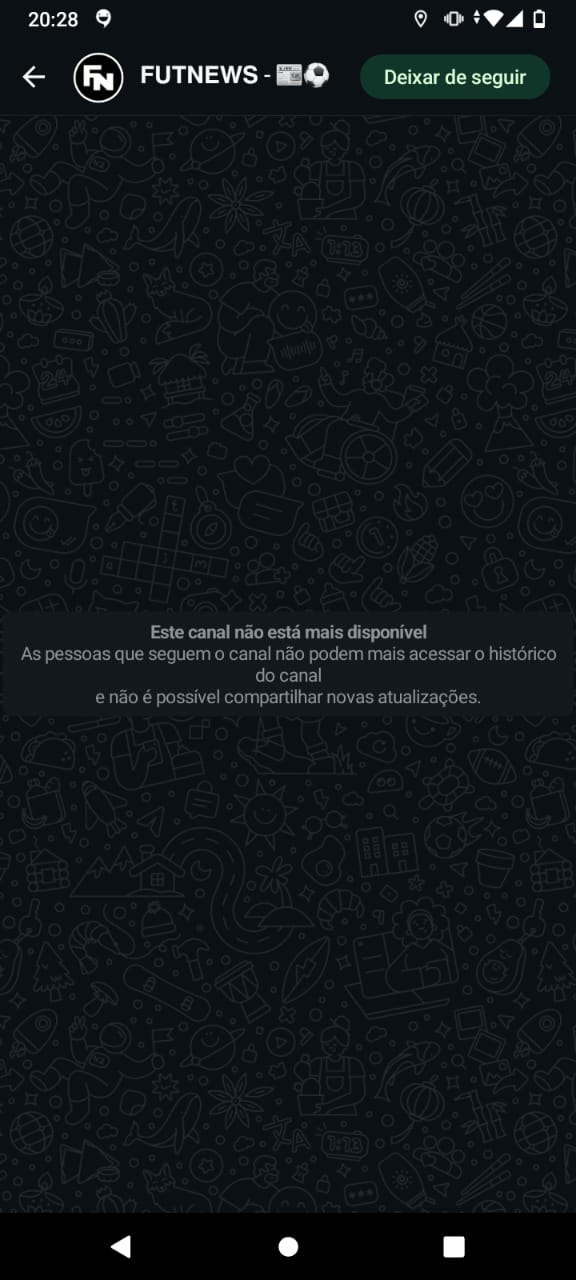 20:28
FN
FUTNEWS - 📰⚽
Deixar de seguir
Este canal não está mais disponível
As pessoas que seguem o canal não podem mais acessar o histórico
do canal
e não é possível compartilhar novas atualizações.